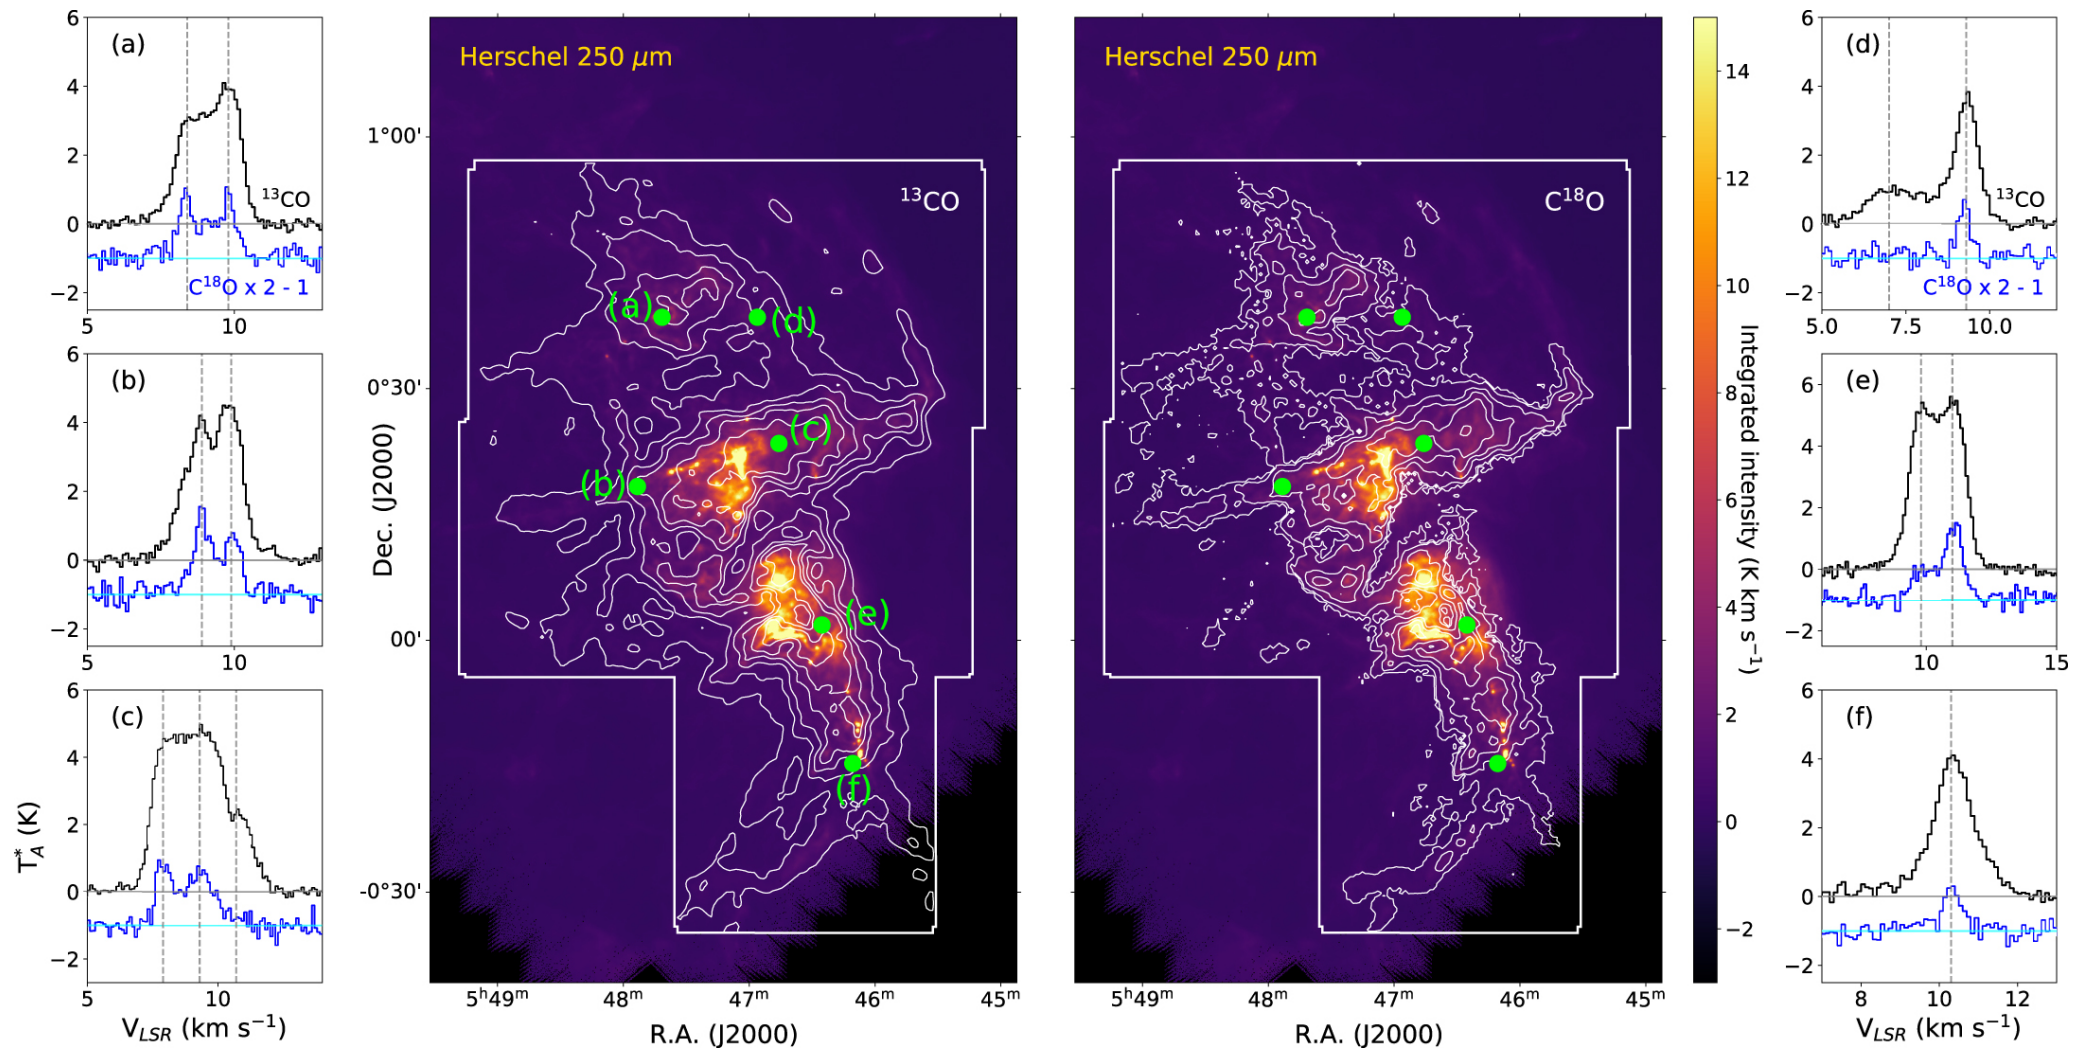 (a)
6
4
2
0
−2
¹³CO
C¹⁸O x 2 - 1
5
10
(b)
6
4
2
0
−2
5
10
(c)
6
4
2
0
−2
5
10
T*_A (K)
V_LSR (km s⁻¹)
Herschel 250 μm
¹³CO
(a)
(d)
(c)
(b)
(e)
(f)
1°00'
0°30'
00'
-0°30'
Dec. (J2000)
5ʰ49ᵐ
48ᵐ
47ᵐ
46ᵐ
45ᵐ
R.A. (J2000)
Herschel 250 μm
C¹⁸O
5ʰ49ᵐ
48ᵐ
47ᵐ
46ᵐ
45ᵐ
R.A. (J2000)
14
12
10
8
6
4
2
0
−2
Integrated intensity (K km s⁻¹)
(d)
6
4
2
0
−2
¹³CO
C¹⁸O x 2 - 1
5.0
7.5
10.0
(e)
6
4
2
0
−2
10
15
(f)
6
4
2
0
−2
8
10
12
V_LSR (km s⁻¹)